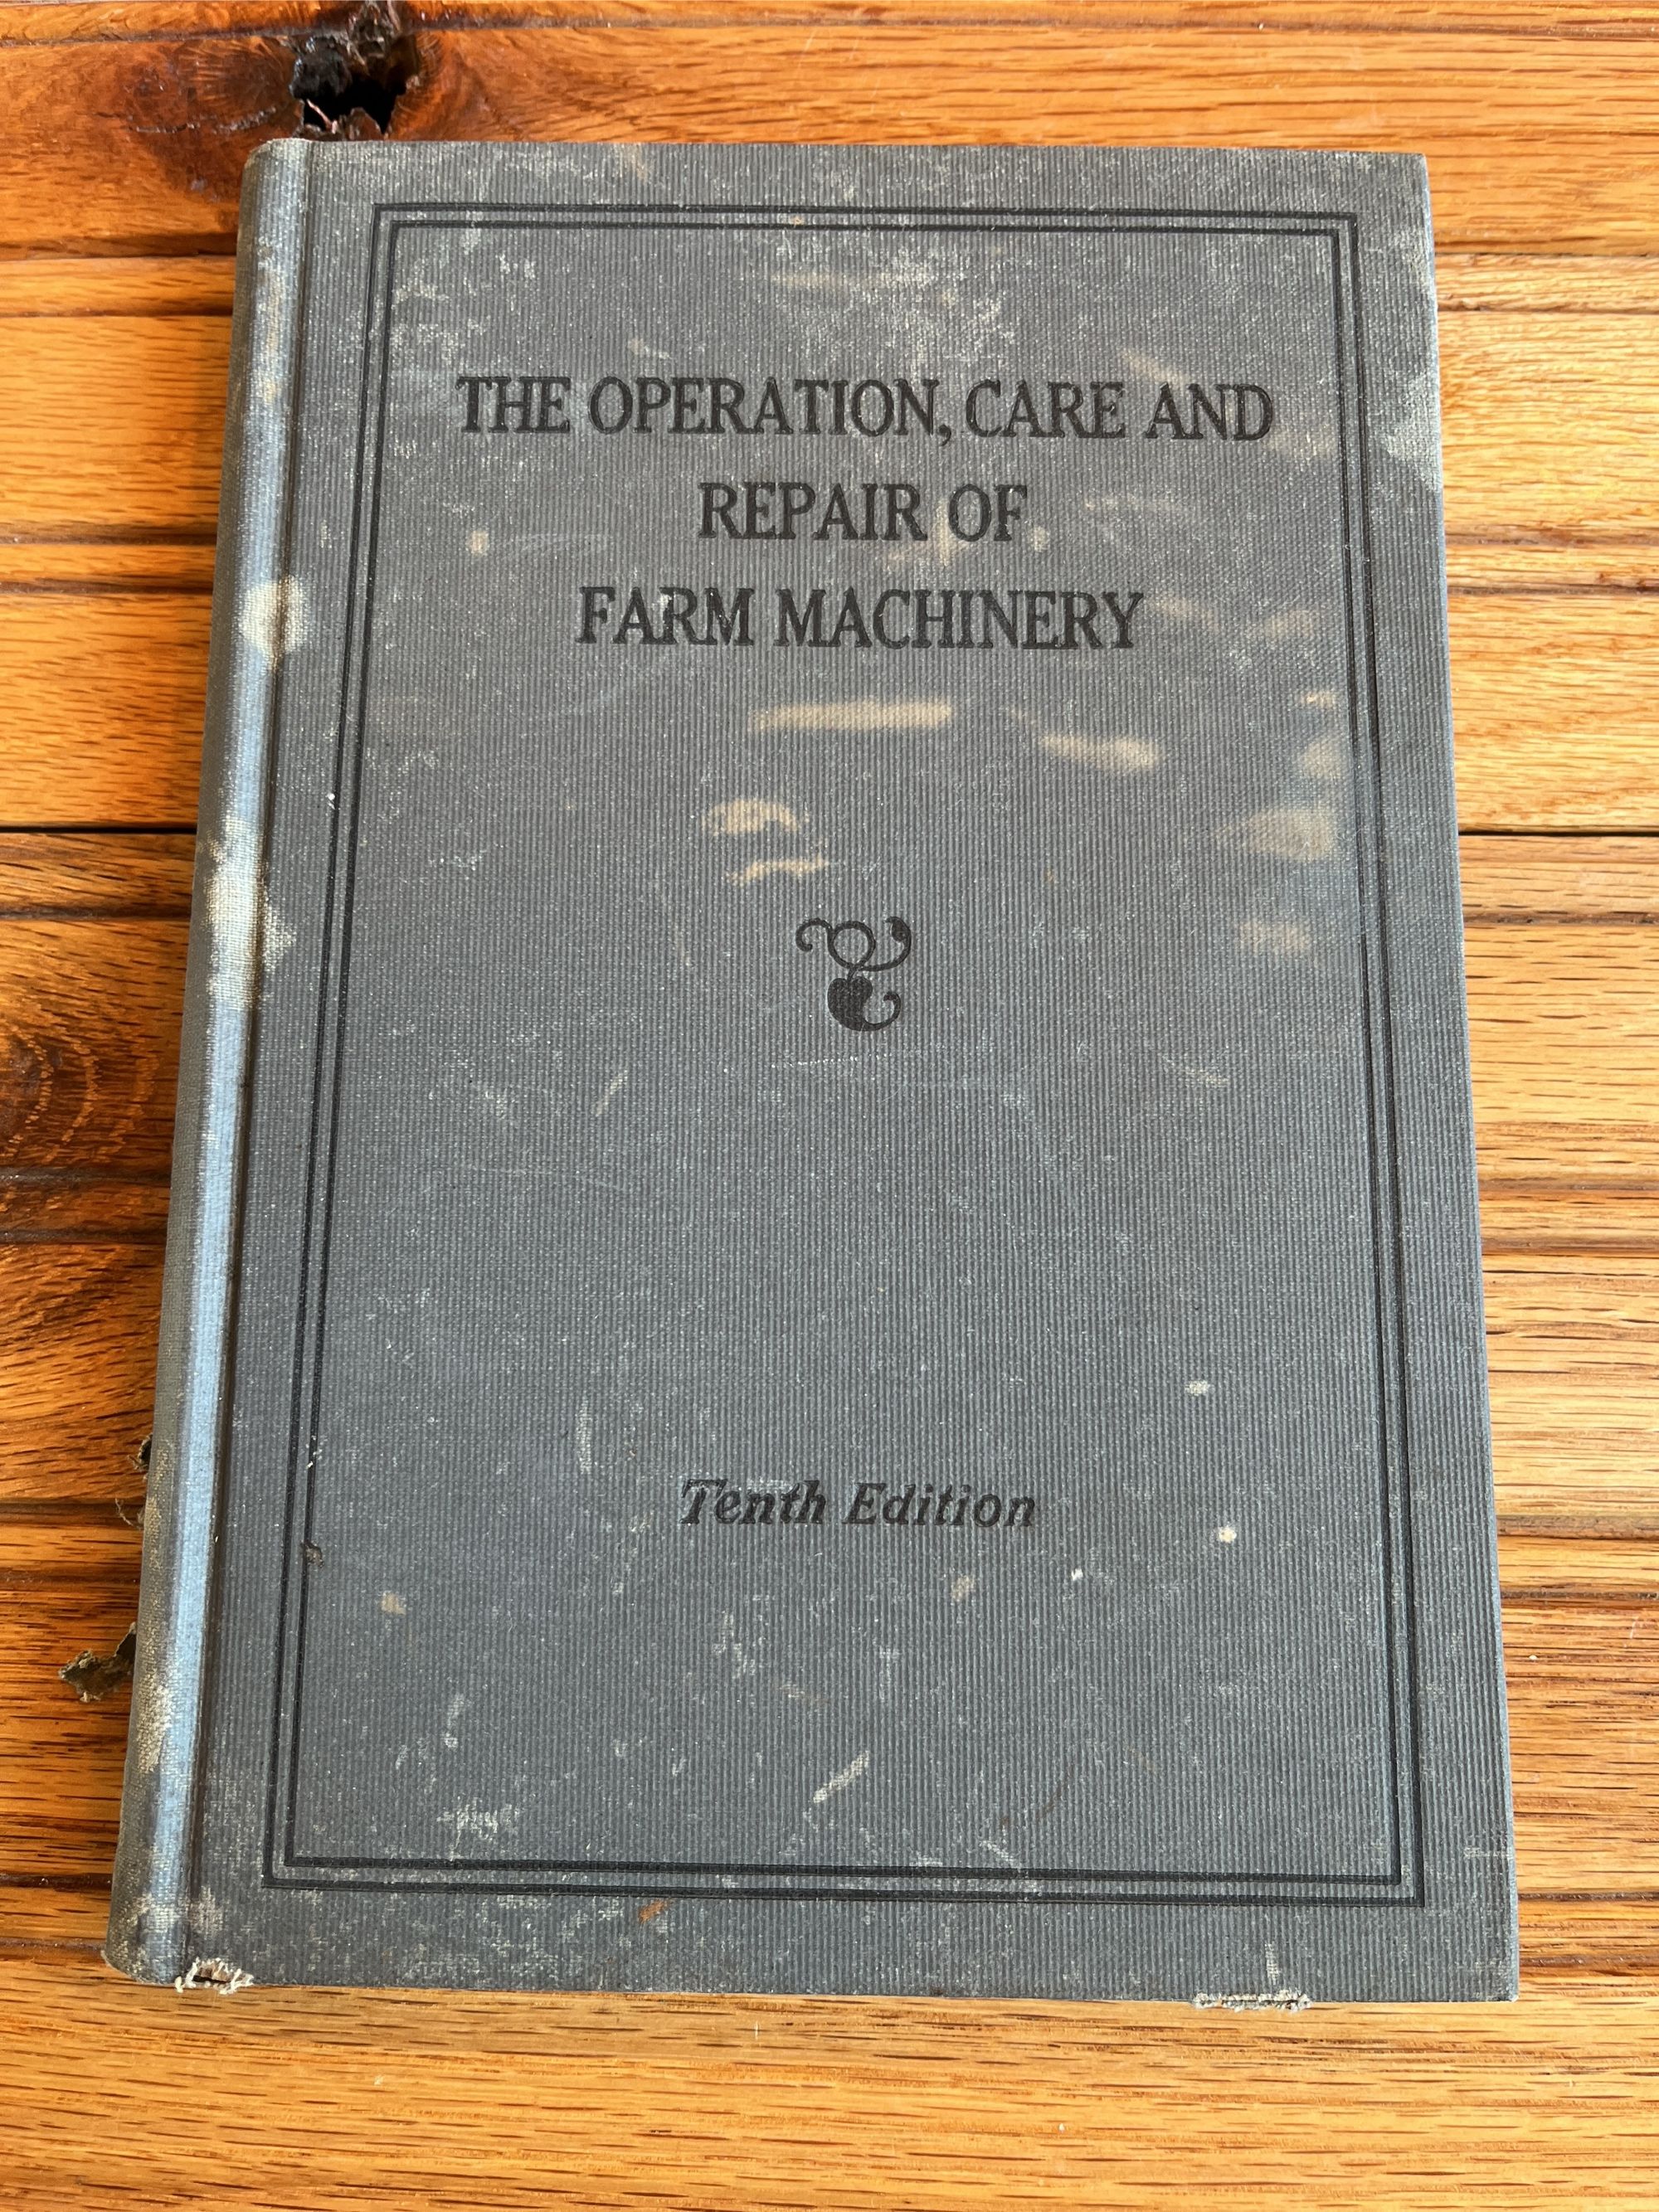 THE OPERATION, CARE AND
REPAIR OF
FARM MACHINERY
Tenth Edition